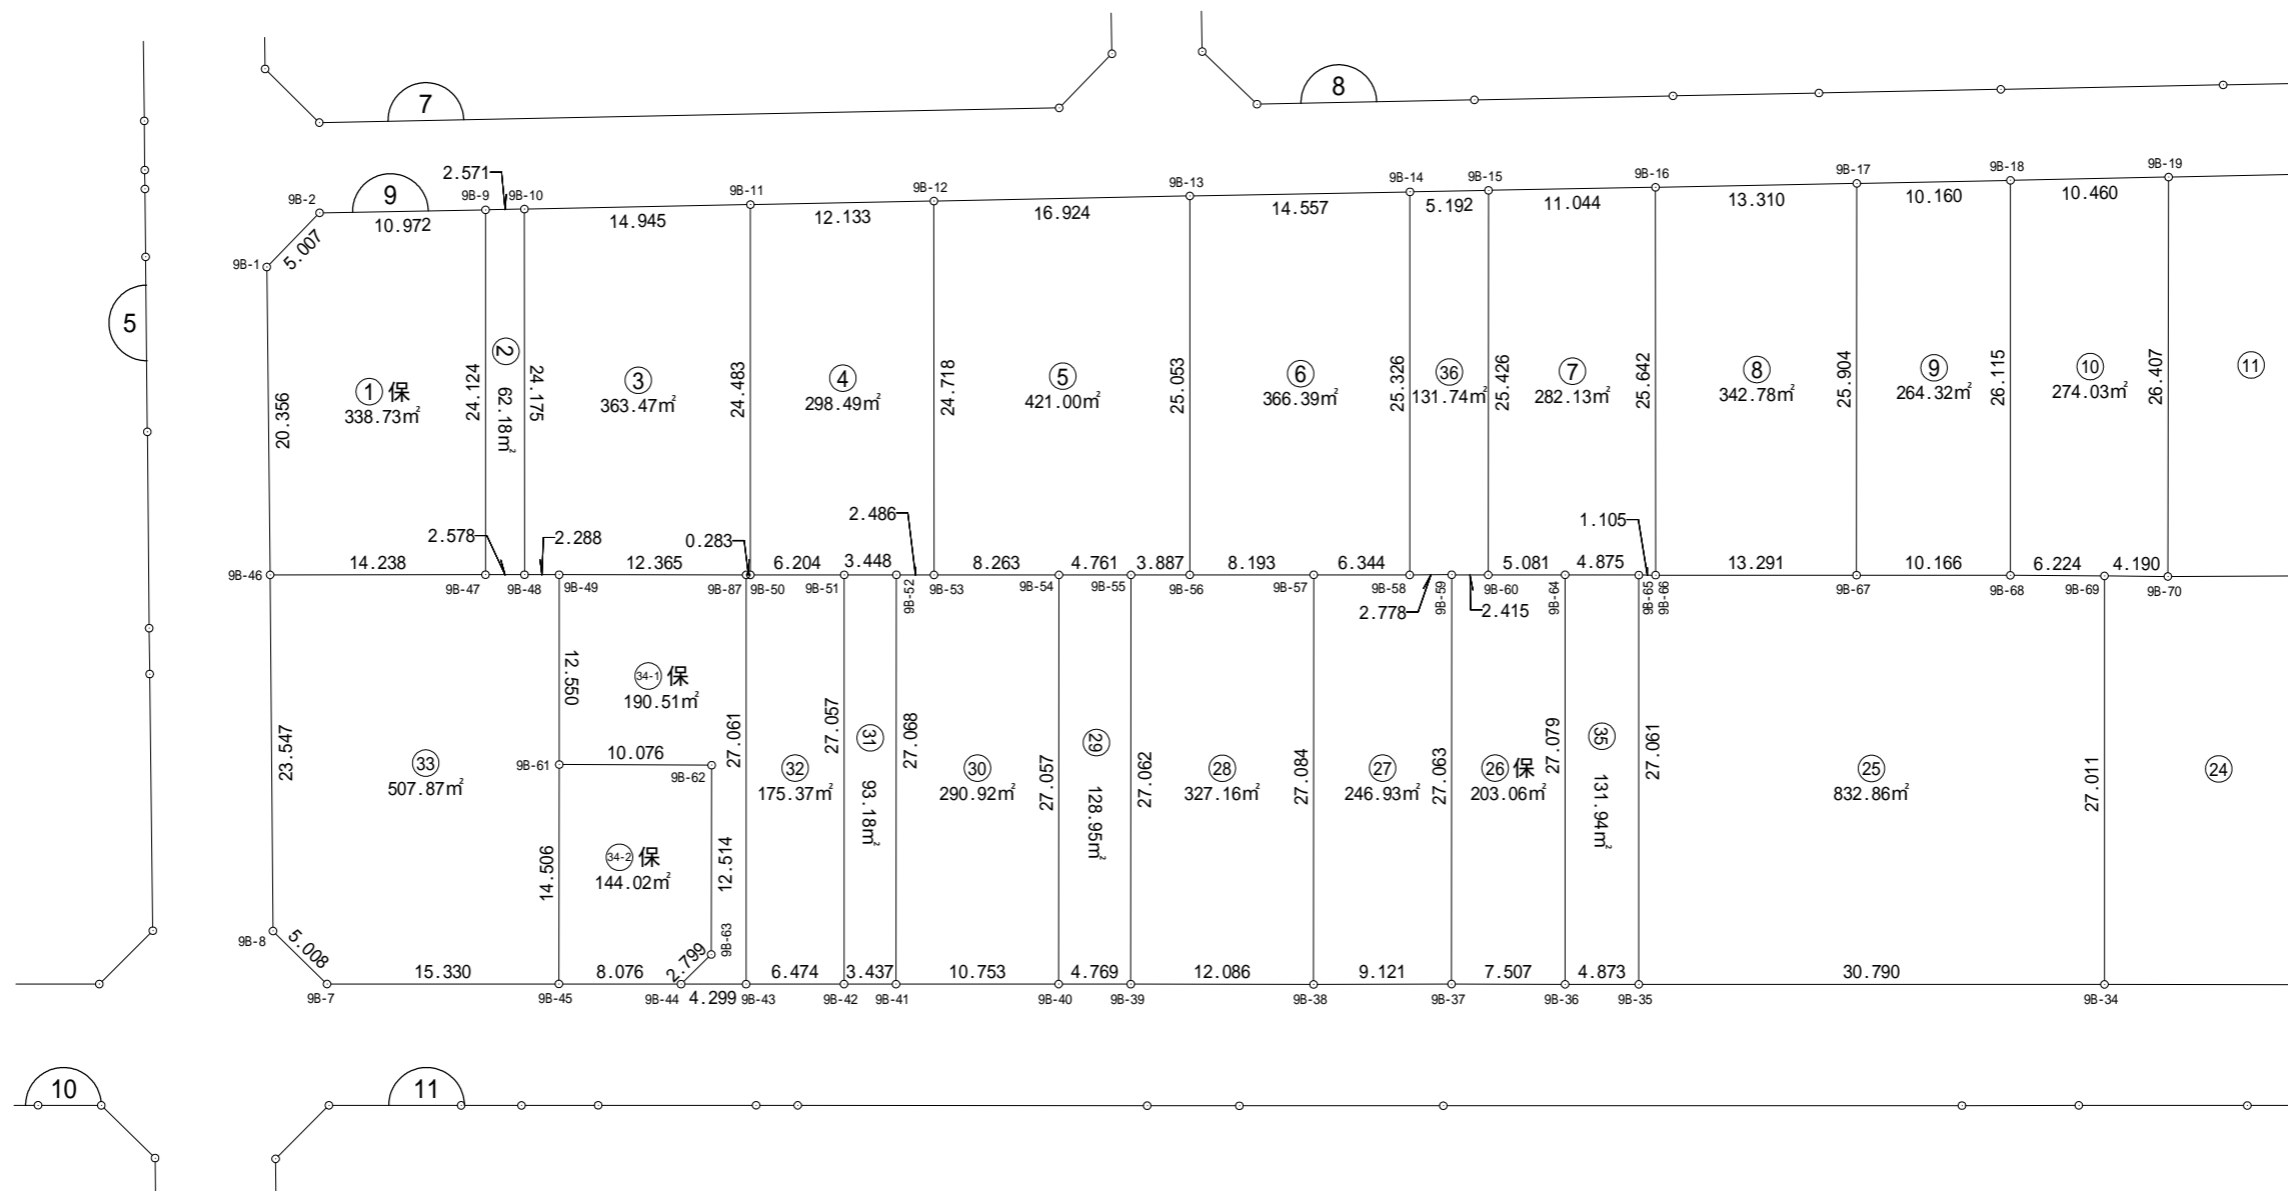 7
8
2.571
9B-2
9
9B-9
9B-10
9B-11
9B-12
9B-13
9B-14
9B-15
9B-16
9B-17
9B-18
9B-19
10.972
14.945
12.133
16.924
14.557
5.192
11.044
13.310
10.160
10.460
5.007
9B-1
5
20.356
① 保
338.73㎡
24.124
②
62.18㎡
24.175
③
363.47㎡
24.483
④
298.49㎡
24.718
⑤
421.00㎡
25.053
⑥
366.39㎡
25.326
㊱
131.74㎡
25.426
⑦
282.13㎡
25.642
⑧
342.78㎡
25.904
⑨
264.32㎡
26.115
⑩
274.03㎡
26.407
⑪
2.578
2.288
0.283
2.486
1.105
14.238
12.365
6.204
3.448
8.263
4.761
3.887
8.193
6.344
5.081
4.875
13.291
10.166
6.224
4.190
9B-46
9B-47
9B-48
9B-49
9B-87
9B-50
9B-51
9B-52
9B-53
9B-54
9B-55
9B-56
9B-57
9B-58
9B-59
9B-60
9B-64
9B-65
9B-66
9B-67
9B-68
9B-69
9B-70
2.778
2.415
23.547
㉝
507.87㎡
12.550
34-1 保
190.51㎡
9B-61
10.076
9B-62
27.061
㉜
175.37㎡
27.057
㉛
93.18㎡
27.068
㉚
290.92㎡
27.057
㉙
128.95㎡
27.062
㉘
327.16㎡
27.084
㉗
246.93㎡
27.063
㉖ 保
203.06㎡
27.079
㉟
131.94㎡
27.061
㉕
832.86㎡
27.011
㉔
14.506
34-2 保
144.02㎡
12.514
9B-63
2.799
9B-8
5.008
15.330
8.076
4.299
6.474
3.437
10.753
4.769
12.086
9.121
7.507
4.873
30.790
9B-7
9B-45
9B-44
9B-43
9B-42
9B-41
9B-40
9B-39
9B-38
9B-37
9B-36
9B-35
9B-34
10
11